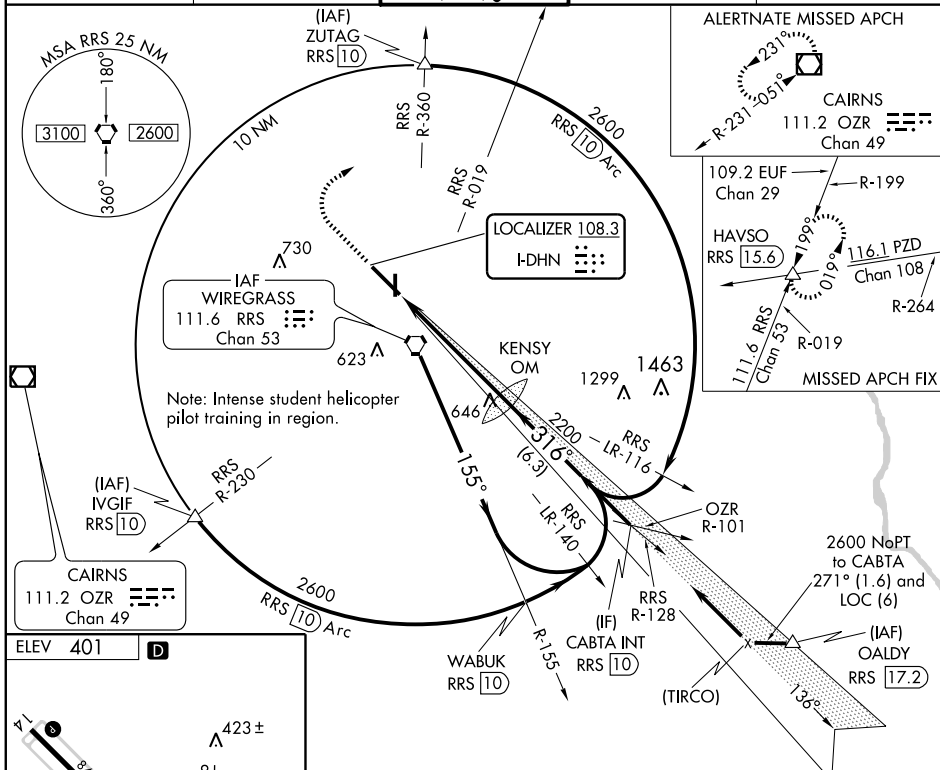 (IAF)
ZUTAG
RRS 10
MSA RRS 25 NM
180°
3100
2600
360°
10 NM
RRS
R-360
RRS
R-019
2600
RRS 10 Arc
ALERTNATE MISSED APCH
231°
R-231
051°
CAIRNS
111.2 OZR
Chan 49
109.2 EUF
Chan 29
R-199
HAVSO
RRS 15.6
199°
019°
116.1 PZD
Chan 108
R-264
111.6 RRS
Chan 53
R-019
MISSED APCH FIX
LOCALIZER 108.3
I-DHN
730
IAF
WIREGRASS
111.6 RRS
Chan 53
623
KENSY
OM
646
1299
1463
Note: Intense student helicopter
pilot training in region.
2200
316°
(6.3)
RRS
LR-116
155°
RRS
LR-140
OZR
R-101
RRS
R-230
(IAF)
IVGIF
RRS 10
CAIRNS
111.2 OZR
Chan 49
2600
RRS 10 Arc
WABUK
RRS 10
R-155
(IF)
CABTA INT
RRS 10
RRS
R-128
2600 NoPT
to CABTA
271° (1.6) and
LOC (6)
(IAF)
OALDY
RRS 17.2
X
(TIRCO)
136°
ELEV 401
D
14
P
423 ±